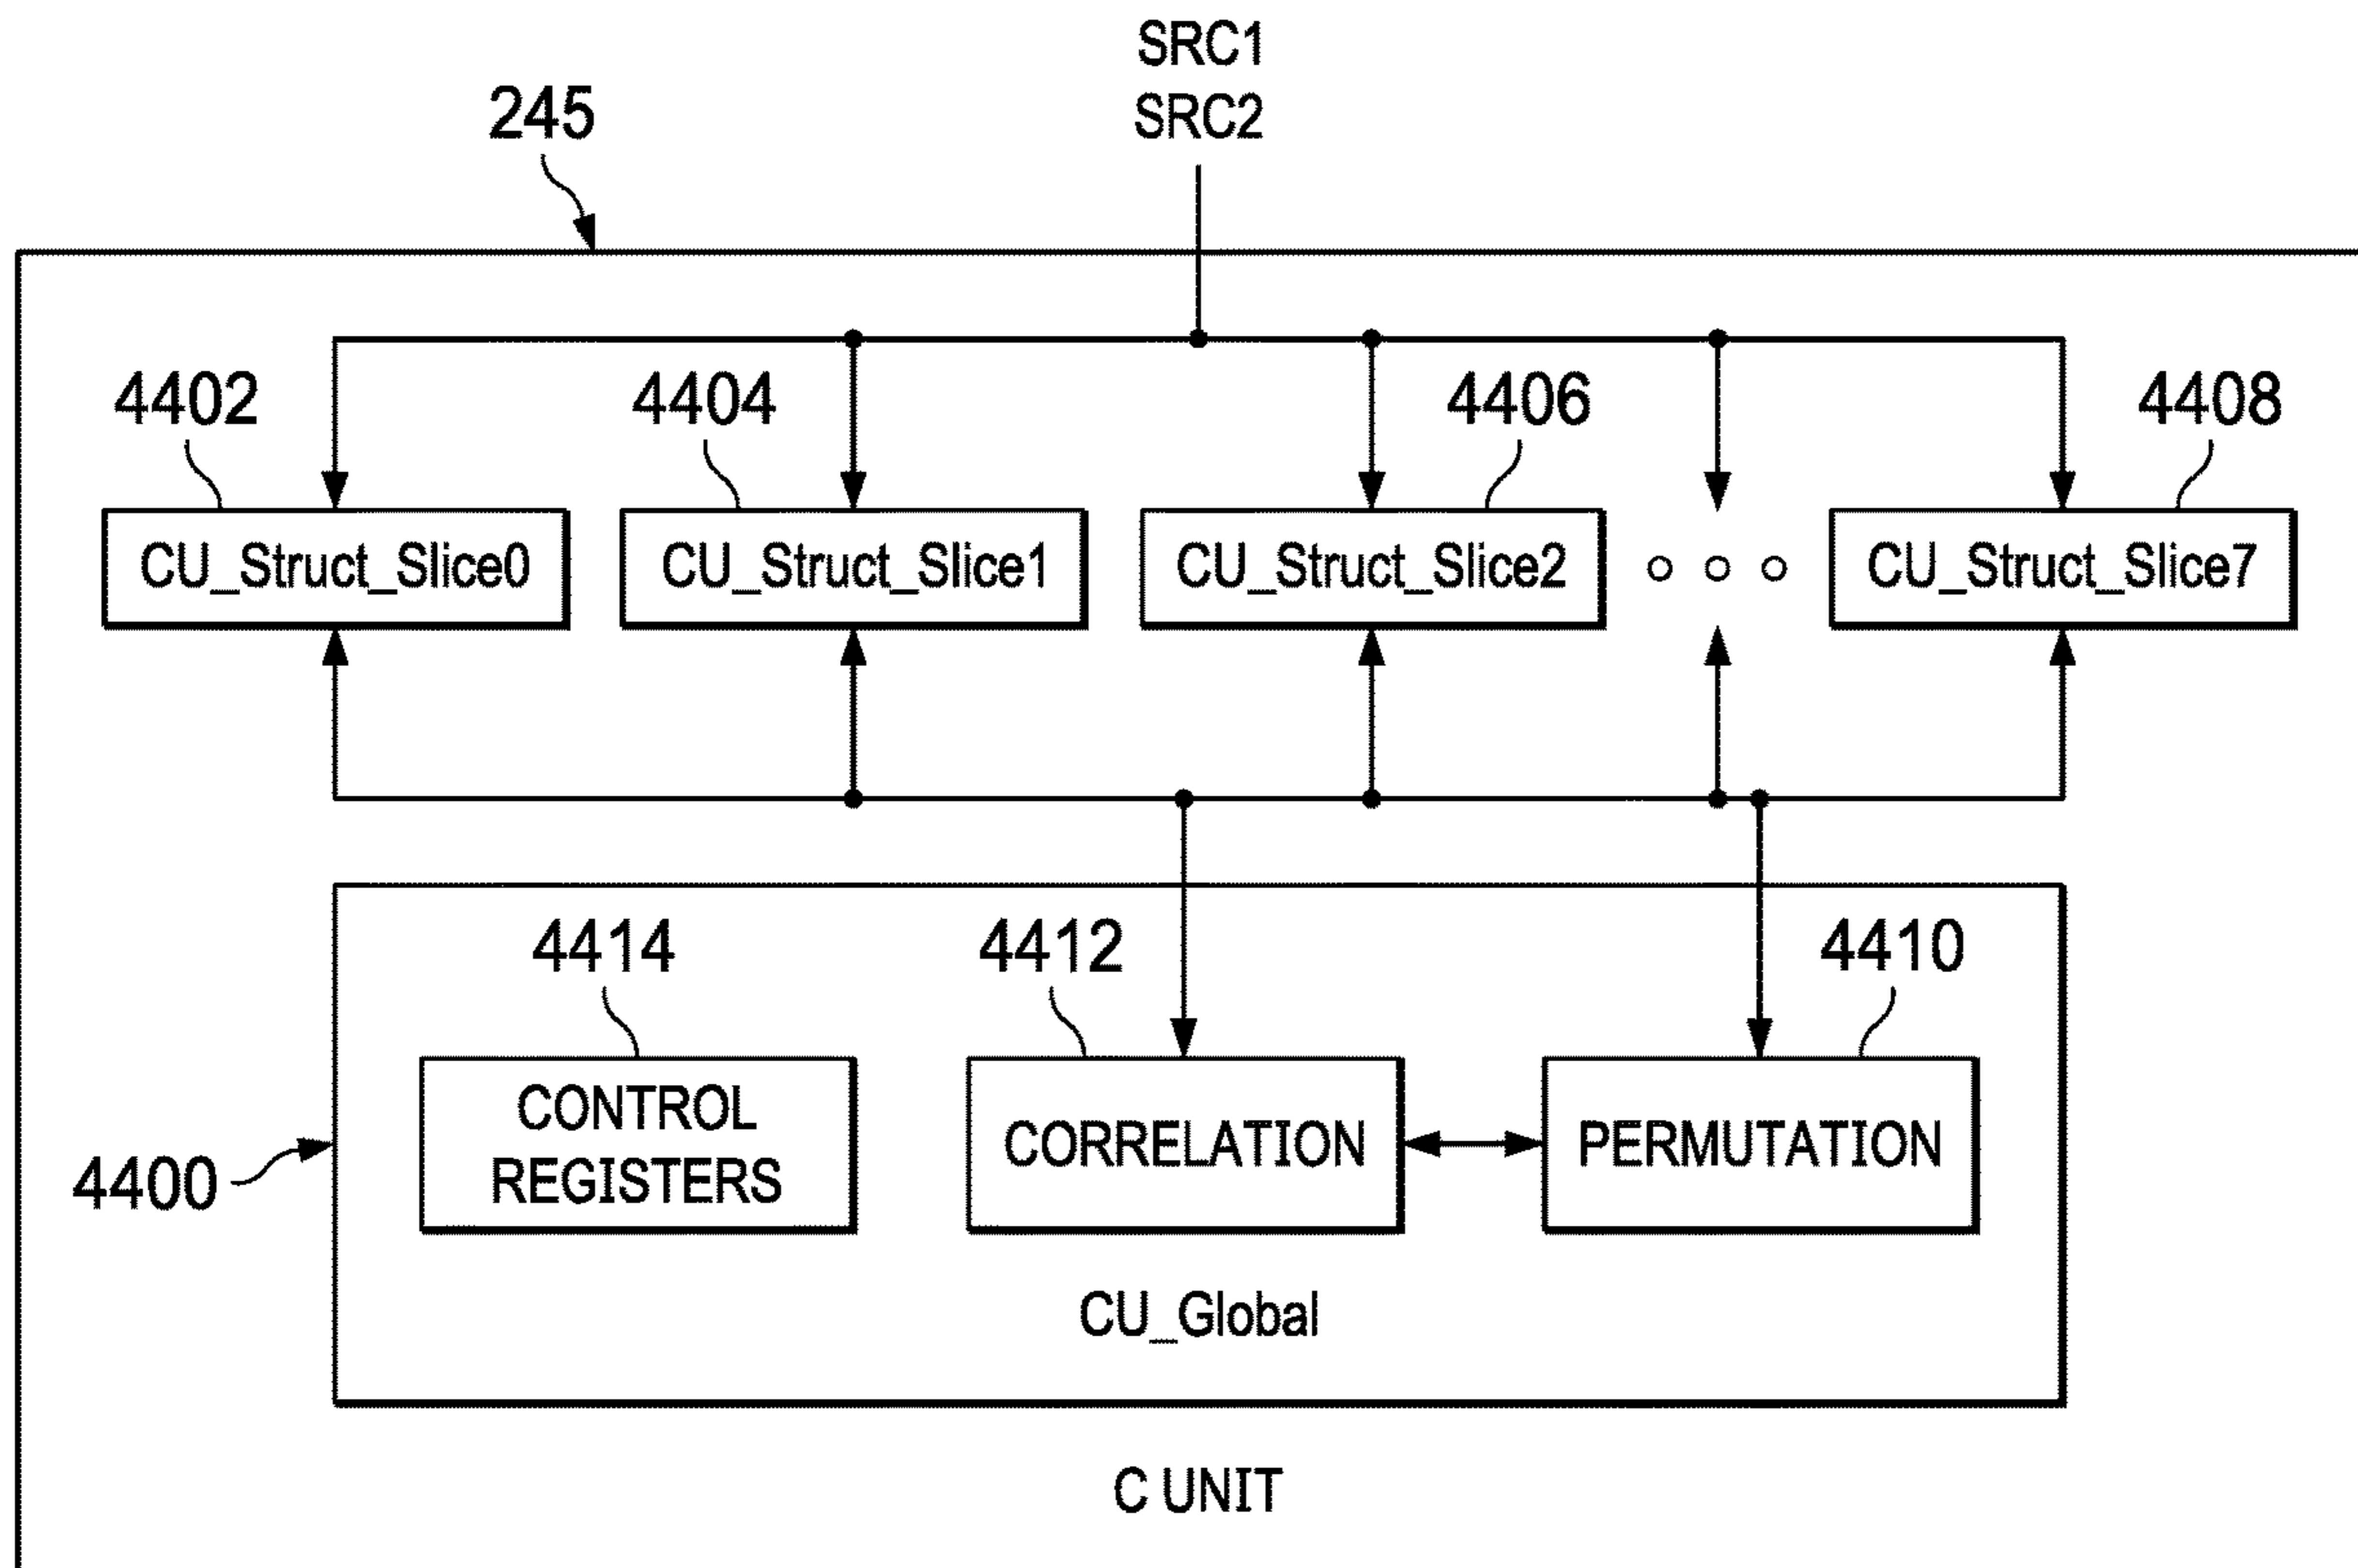 SRC1
SRC2
245
4402
4404
4406
4408
CU_Struct_Slice0
CU_Struct_Slice1
CU_Struct_Slice2
CU_Struct_Slice7
4414
4412
4410
CONTROL
REGISTERS
CORRELATION
PERMUTATION
4400
CU_Global
C UNIT